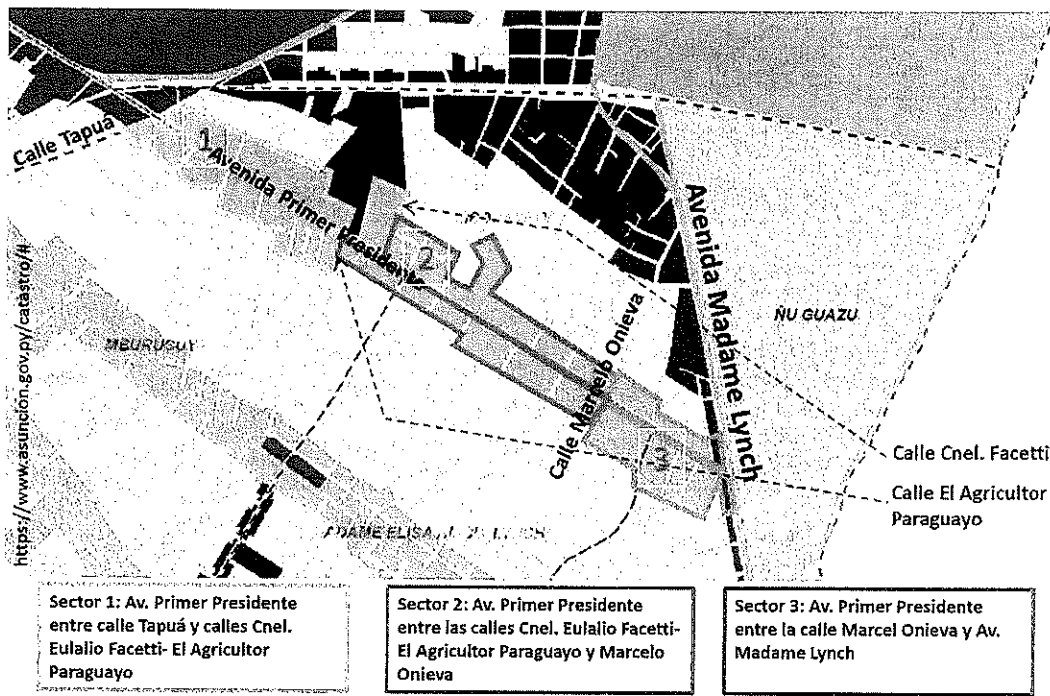 Calle Tapuá
1
Avenida Primer Presidente
2
Avenida Madame Lynch
ÑU GUAZU
MBURUCUY
Calle Marcelo Onieva
3
Calle Cnel. Facetti
Calle El Agricultor
Paraguayo
https://www.asuncion.gov.py/catastro/#
Sector 1: Av. Primer Presidente
entre calle Tapuá y calles Cnel.
Eulalio Facetti- El Agricultor
Paraguayo
Sector 2: Av. Primer Presidente
entre las calles Cnel. Eulalio Facetti-
El Agricultor Paraguayo y Marcelo
Onieva
Sector 3: Av. Primer Presidente
entre la calle Marcel Onieva y Av.
Madame Lynch